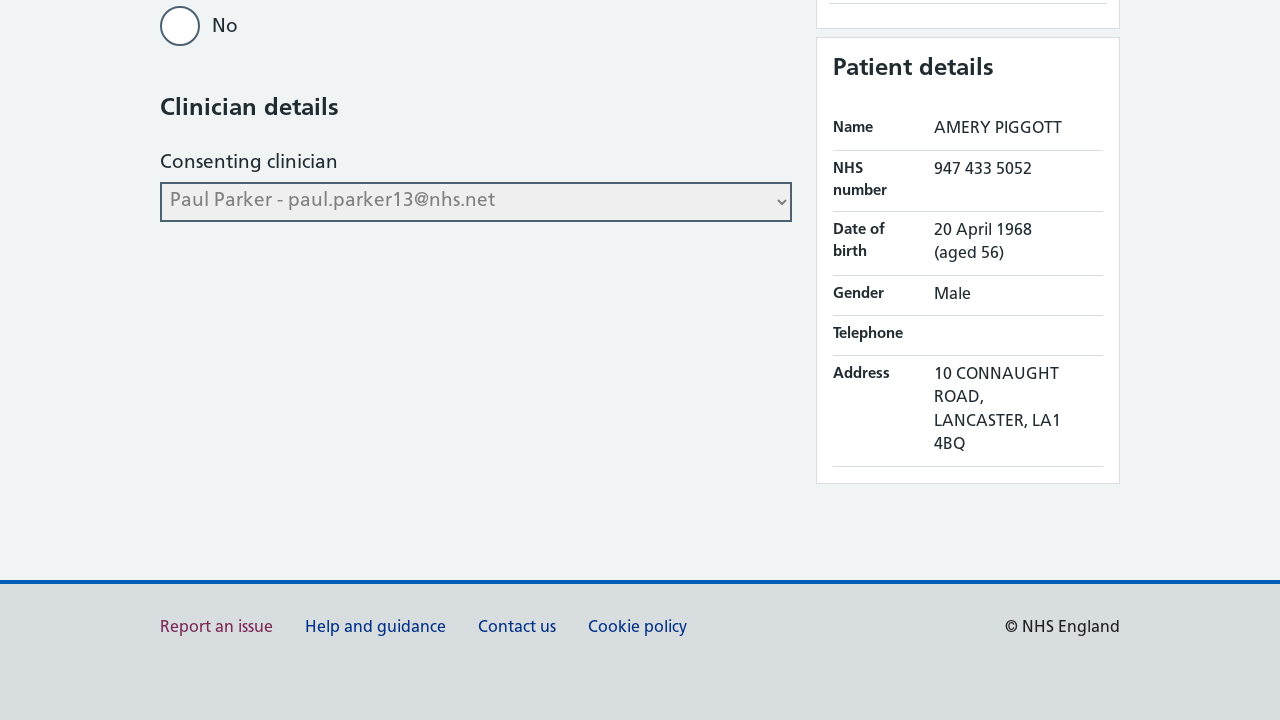 No
Clinician details
Consenting clinician
Paul Parker - paul.parker13@nhs.net
Patient details
Name AMERY PIGGOTT
NHS number 947 433 5052
Date of birth 20 April 1968 (aged 56)
Gender Male
Telephone
Address 10 CONNAUGHT
ROAD,
LANCASTER, LA1
4BQ
Report an issue Help and guidance Contact us Cookie policy © NHS England